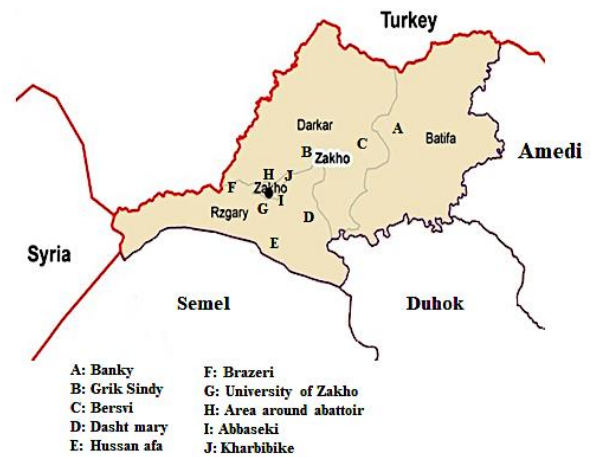 Turkey
Darkar
A
C
Batifa
B
Zakho
Amedi
H
J
F
Zakho
I
Rzgary
G
D
E
Syria
Semel
Duhok
A: Banky
B: Grik Sindy
C: Bersvi
D: Dasht mary
E: Hussan afa
F: Brazeri
G: University of Zakho
H: Area around abattoir
I: Abbaseki
J: Kharbibike